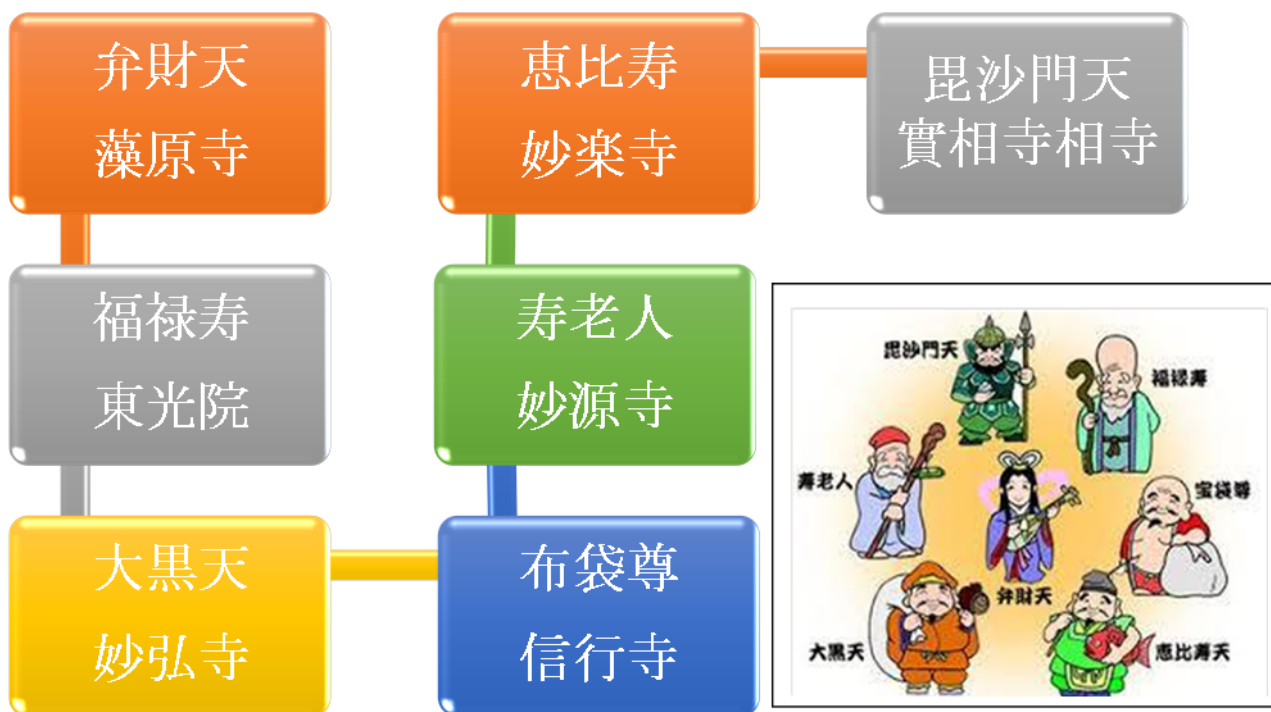 弁財天
藻原寺
福禄寿
東光院
大黒天
妙弘寺
布袋尊
信行寺
寿老人
妙源寺
恵比寿
妙楽寺
毘沙門天
實相寺相寺
毘沙門天
福禄寿
寿老人
宝袋尊
弁財天
大黒天
恵比寿天